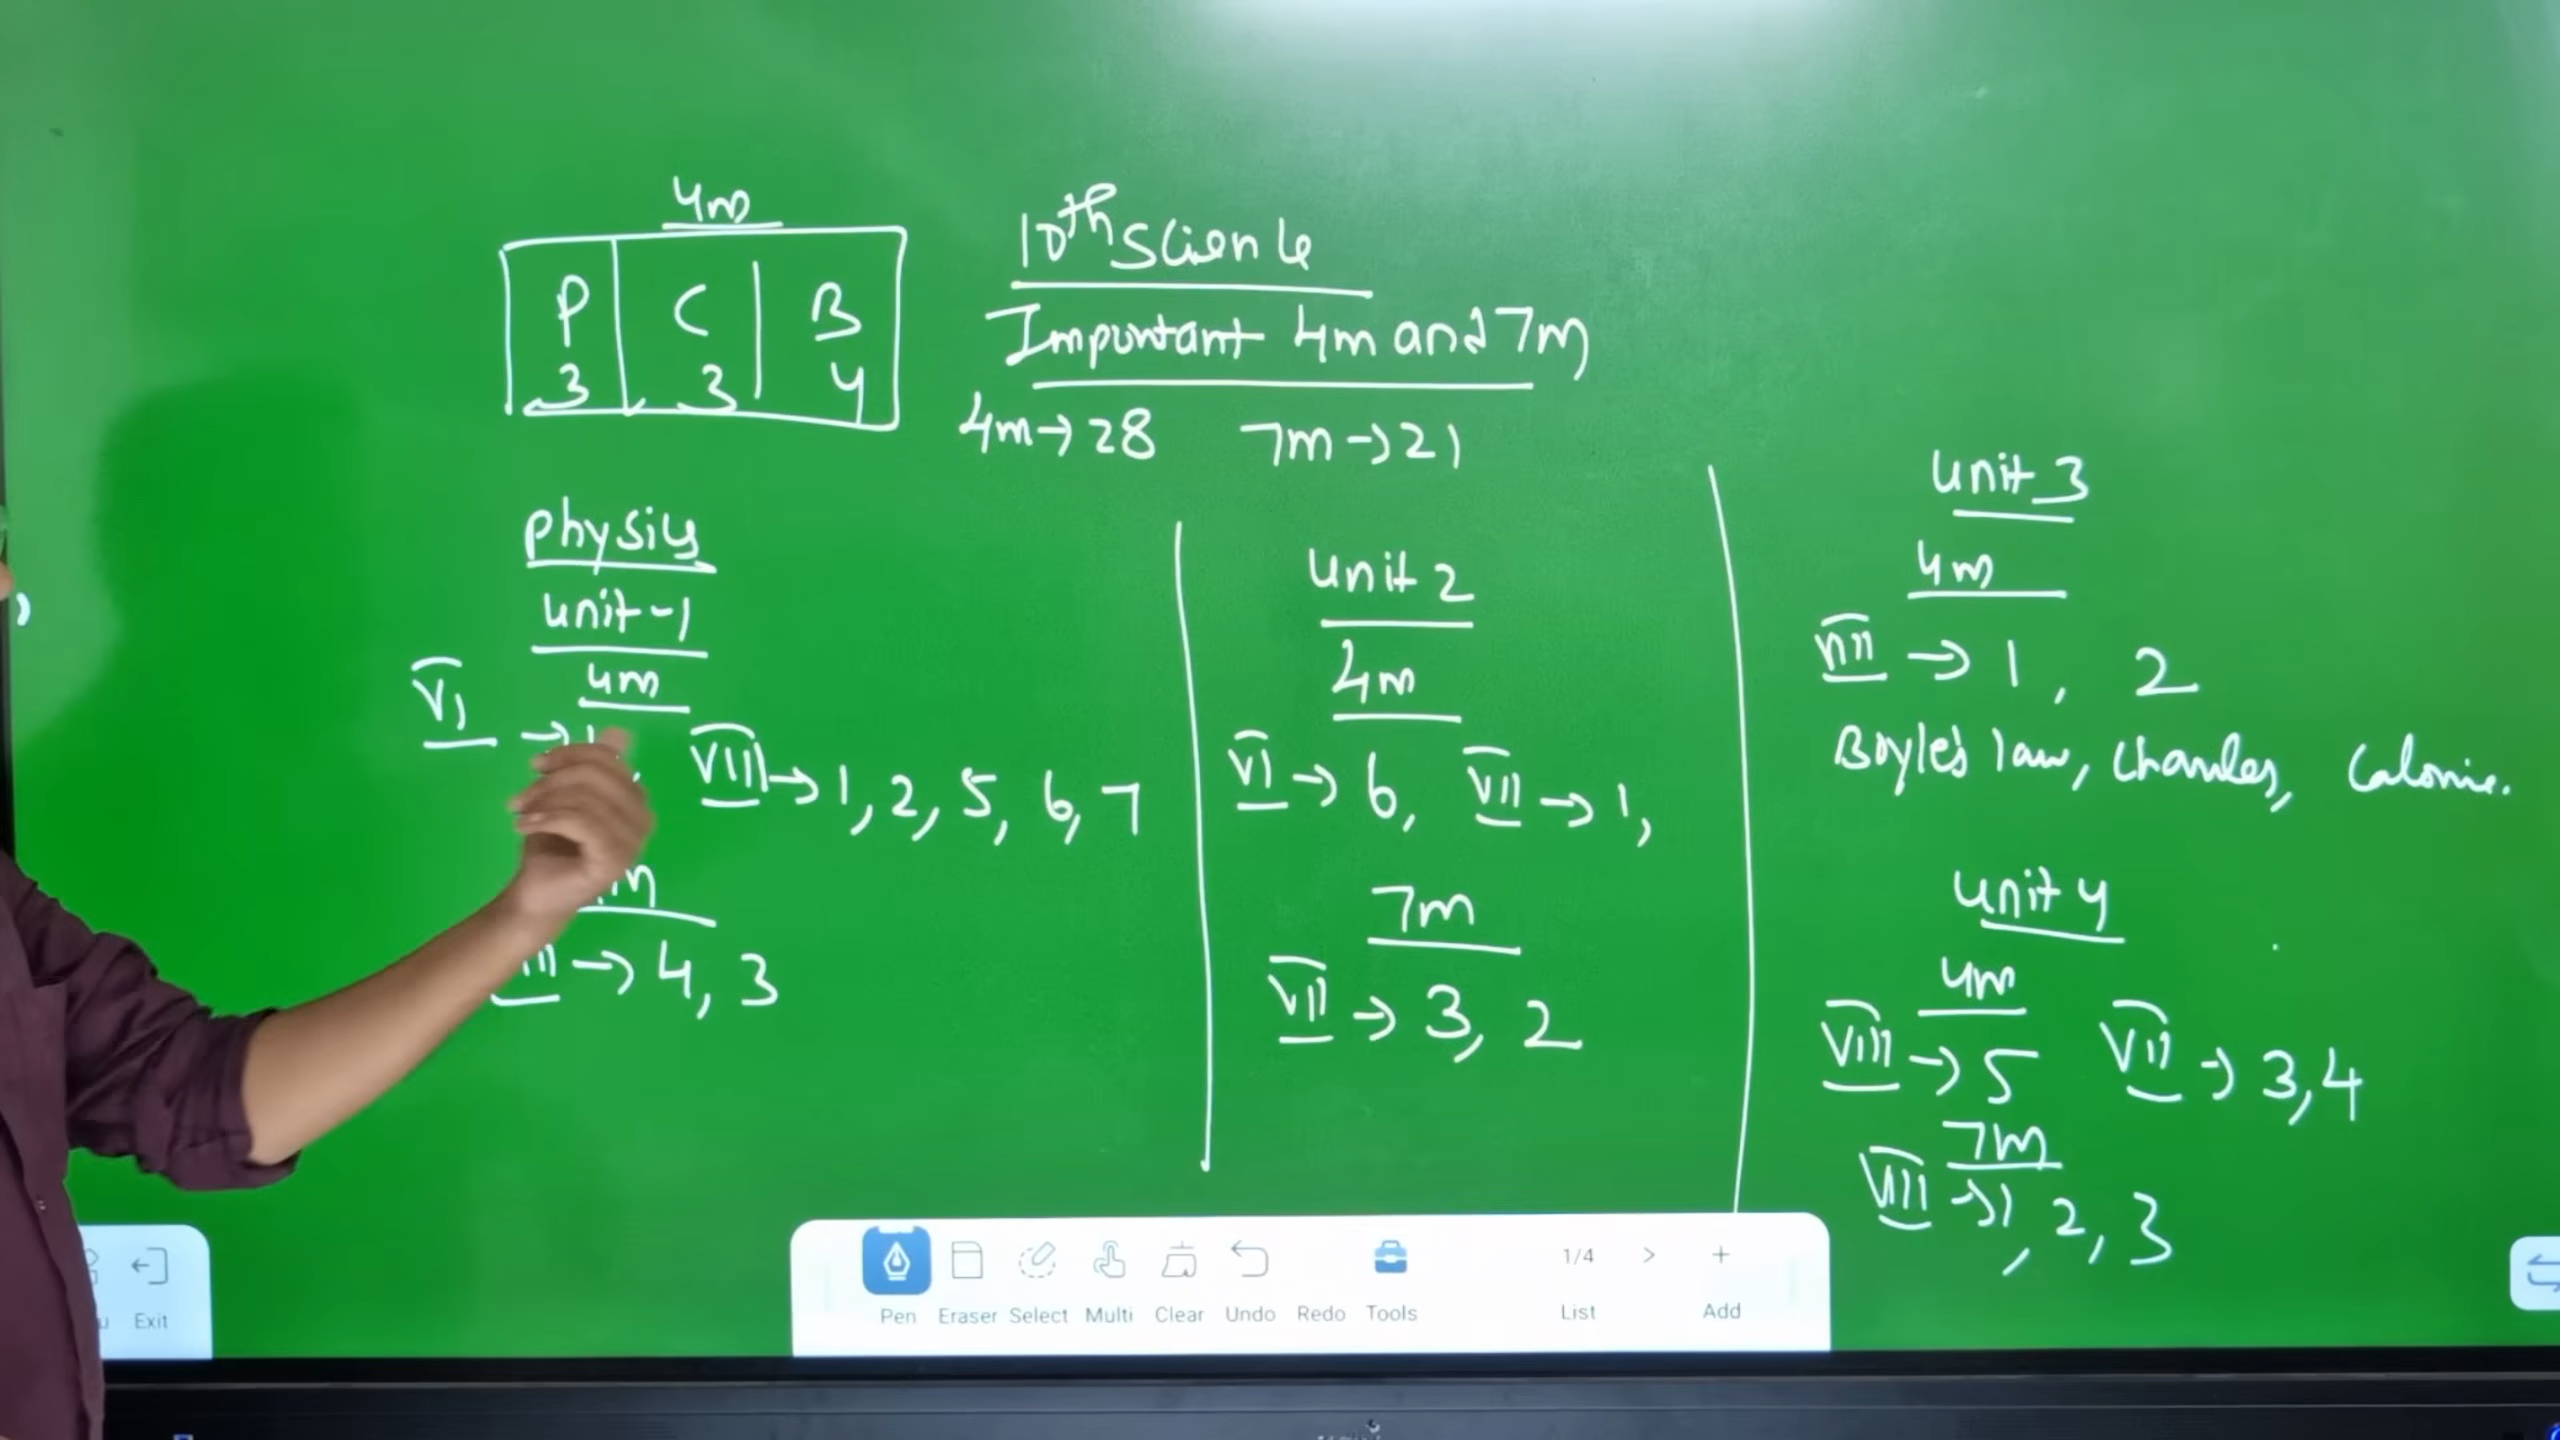 4m
P C B
3 3 4
10th Science
Important 4m and 7m
4m→28 7m→21
Physics
unit-1
4m
VI →
VIII→1, 2, 5, 6, 7
→ 4, 3
unit 2
4m
VI → 6, VII → 1,
7m
VII → 3, 2
unit 3
4m
VII → 1, 2
Boyle's law, Charles, Calorie.
unit 4
4m
VIII → 5 VII → 3,4
7m
VIII →1, 2, 3
Exit
Pen Eraser Select Multi Clear Undo Redo Tools
1/4 > +
List Add